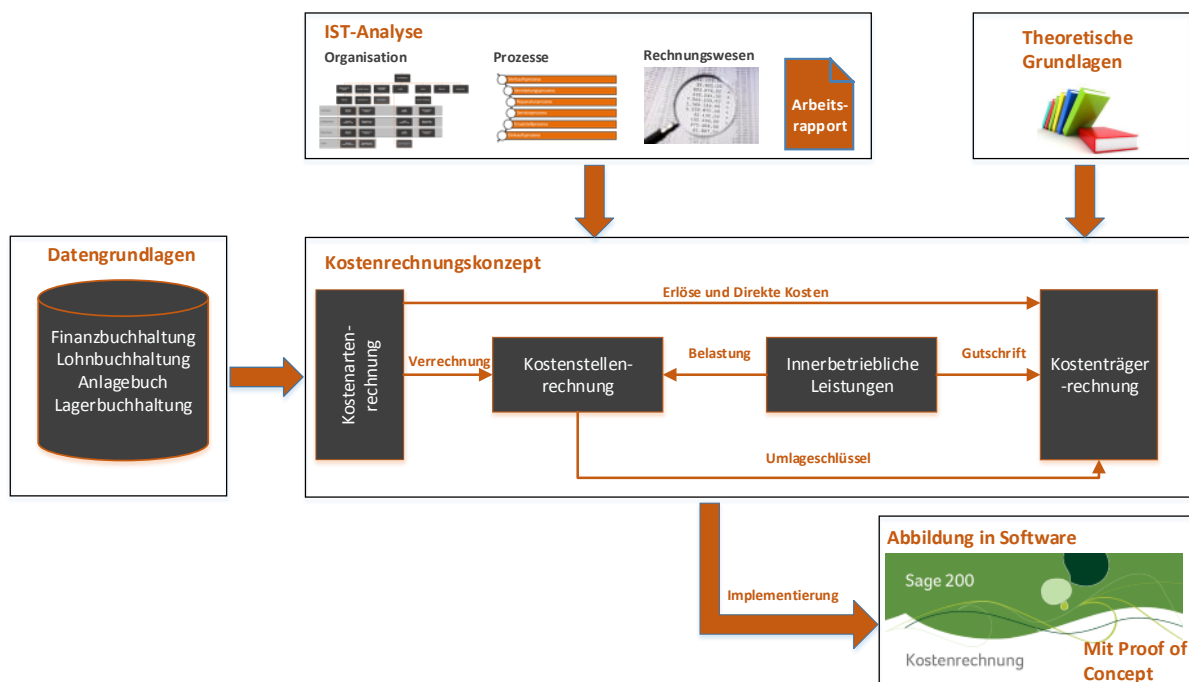 IST-Analyse
Organisation
Prozesse
Rechnungswesen
Arbeits-
rapport
Theoretische
Grundlagen
Datengrundlagen
Finanzbuchhaltung
Lohnbuchhaltung
Anlagebuch
Lagerbuchhaltung
Kostenrechnungskonzept
Kostenarten-
rechnung
Erlöse und Direkte Kosten
Verrechnung
Kostenstellen-
rechnung
Belastung
Innerbetriebliche
Leistungen
Gutschrift
Kostenträger
-rechnung
Umlageschlüssel
Implementierung
Abbildung in Software
Sage 200
Kostenrechnung
Mit Proof of
Concept